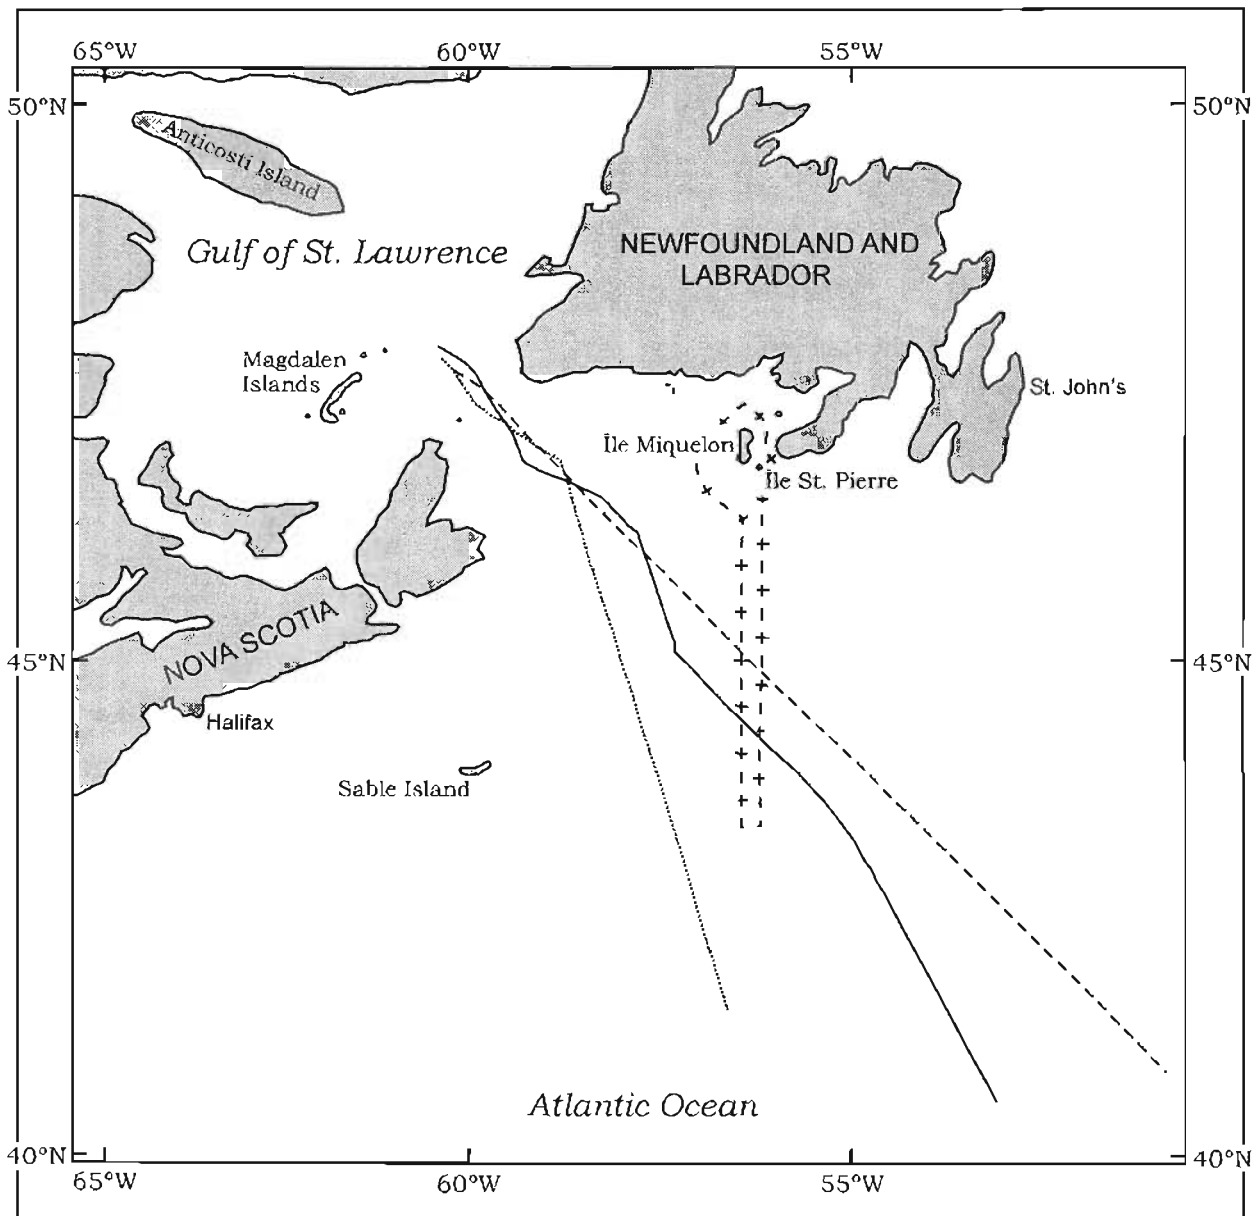 65°W 60°W 55°W
50°N 50°N
Anticosti Island
Gulf of St. Lawrence
NEWFOUNDLAND AND
LABRADOR
Magdalen
Islands
St. John's
Île Miquelon
Île St. Pierre
NOVA SCOTIA
45°N 45°N
Halifax
Sable Island
Atlantic Ocean
40°N 40°N
65°W 60°W 55°W